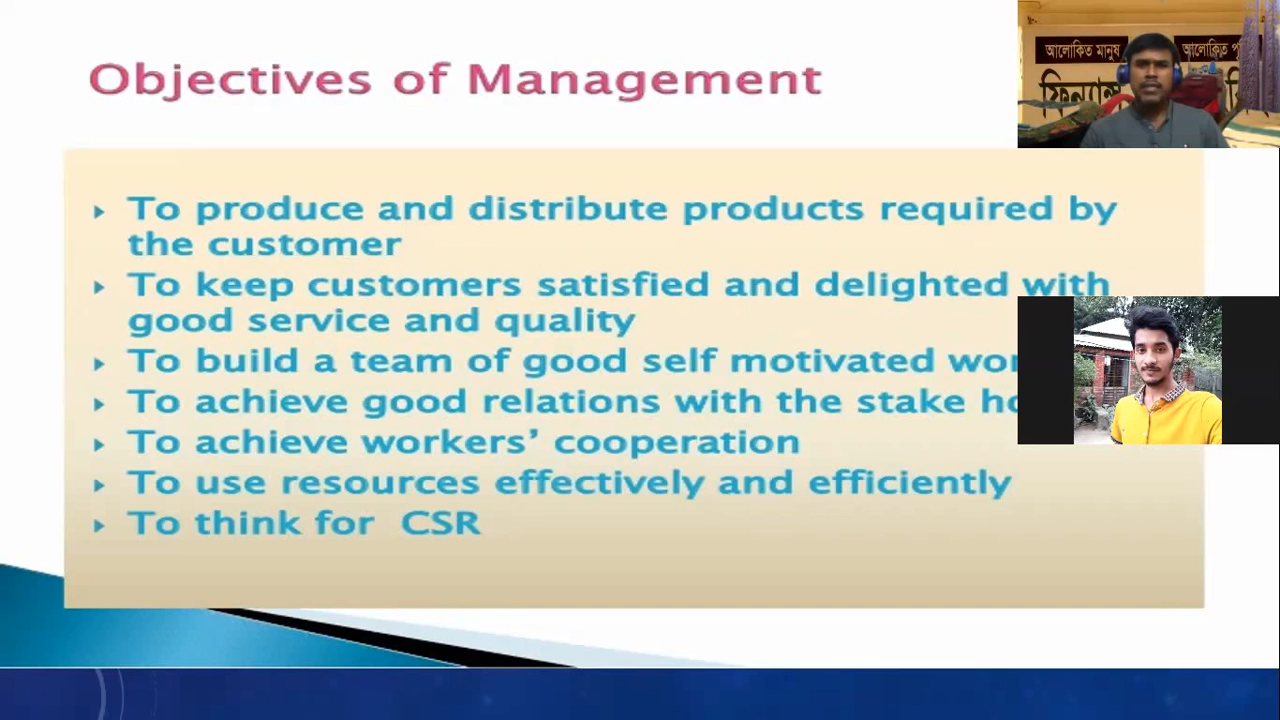 Objectives of Management
To produce and distribute products required by
the customer
To keep customers satisfied and delighted with
good service and quality
To build a team of good self motivated
To achieve good relations with the stake
To achieve workers’ cooperation
To use resources effectively and efficiently
To think for CSR
আলোকিত মানুষ
আলোকিত
ফিন্যান্স